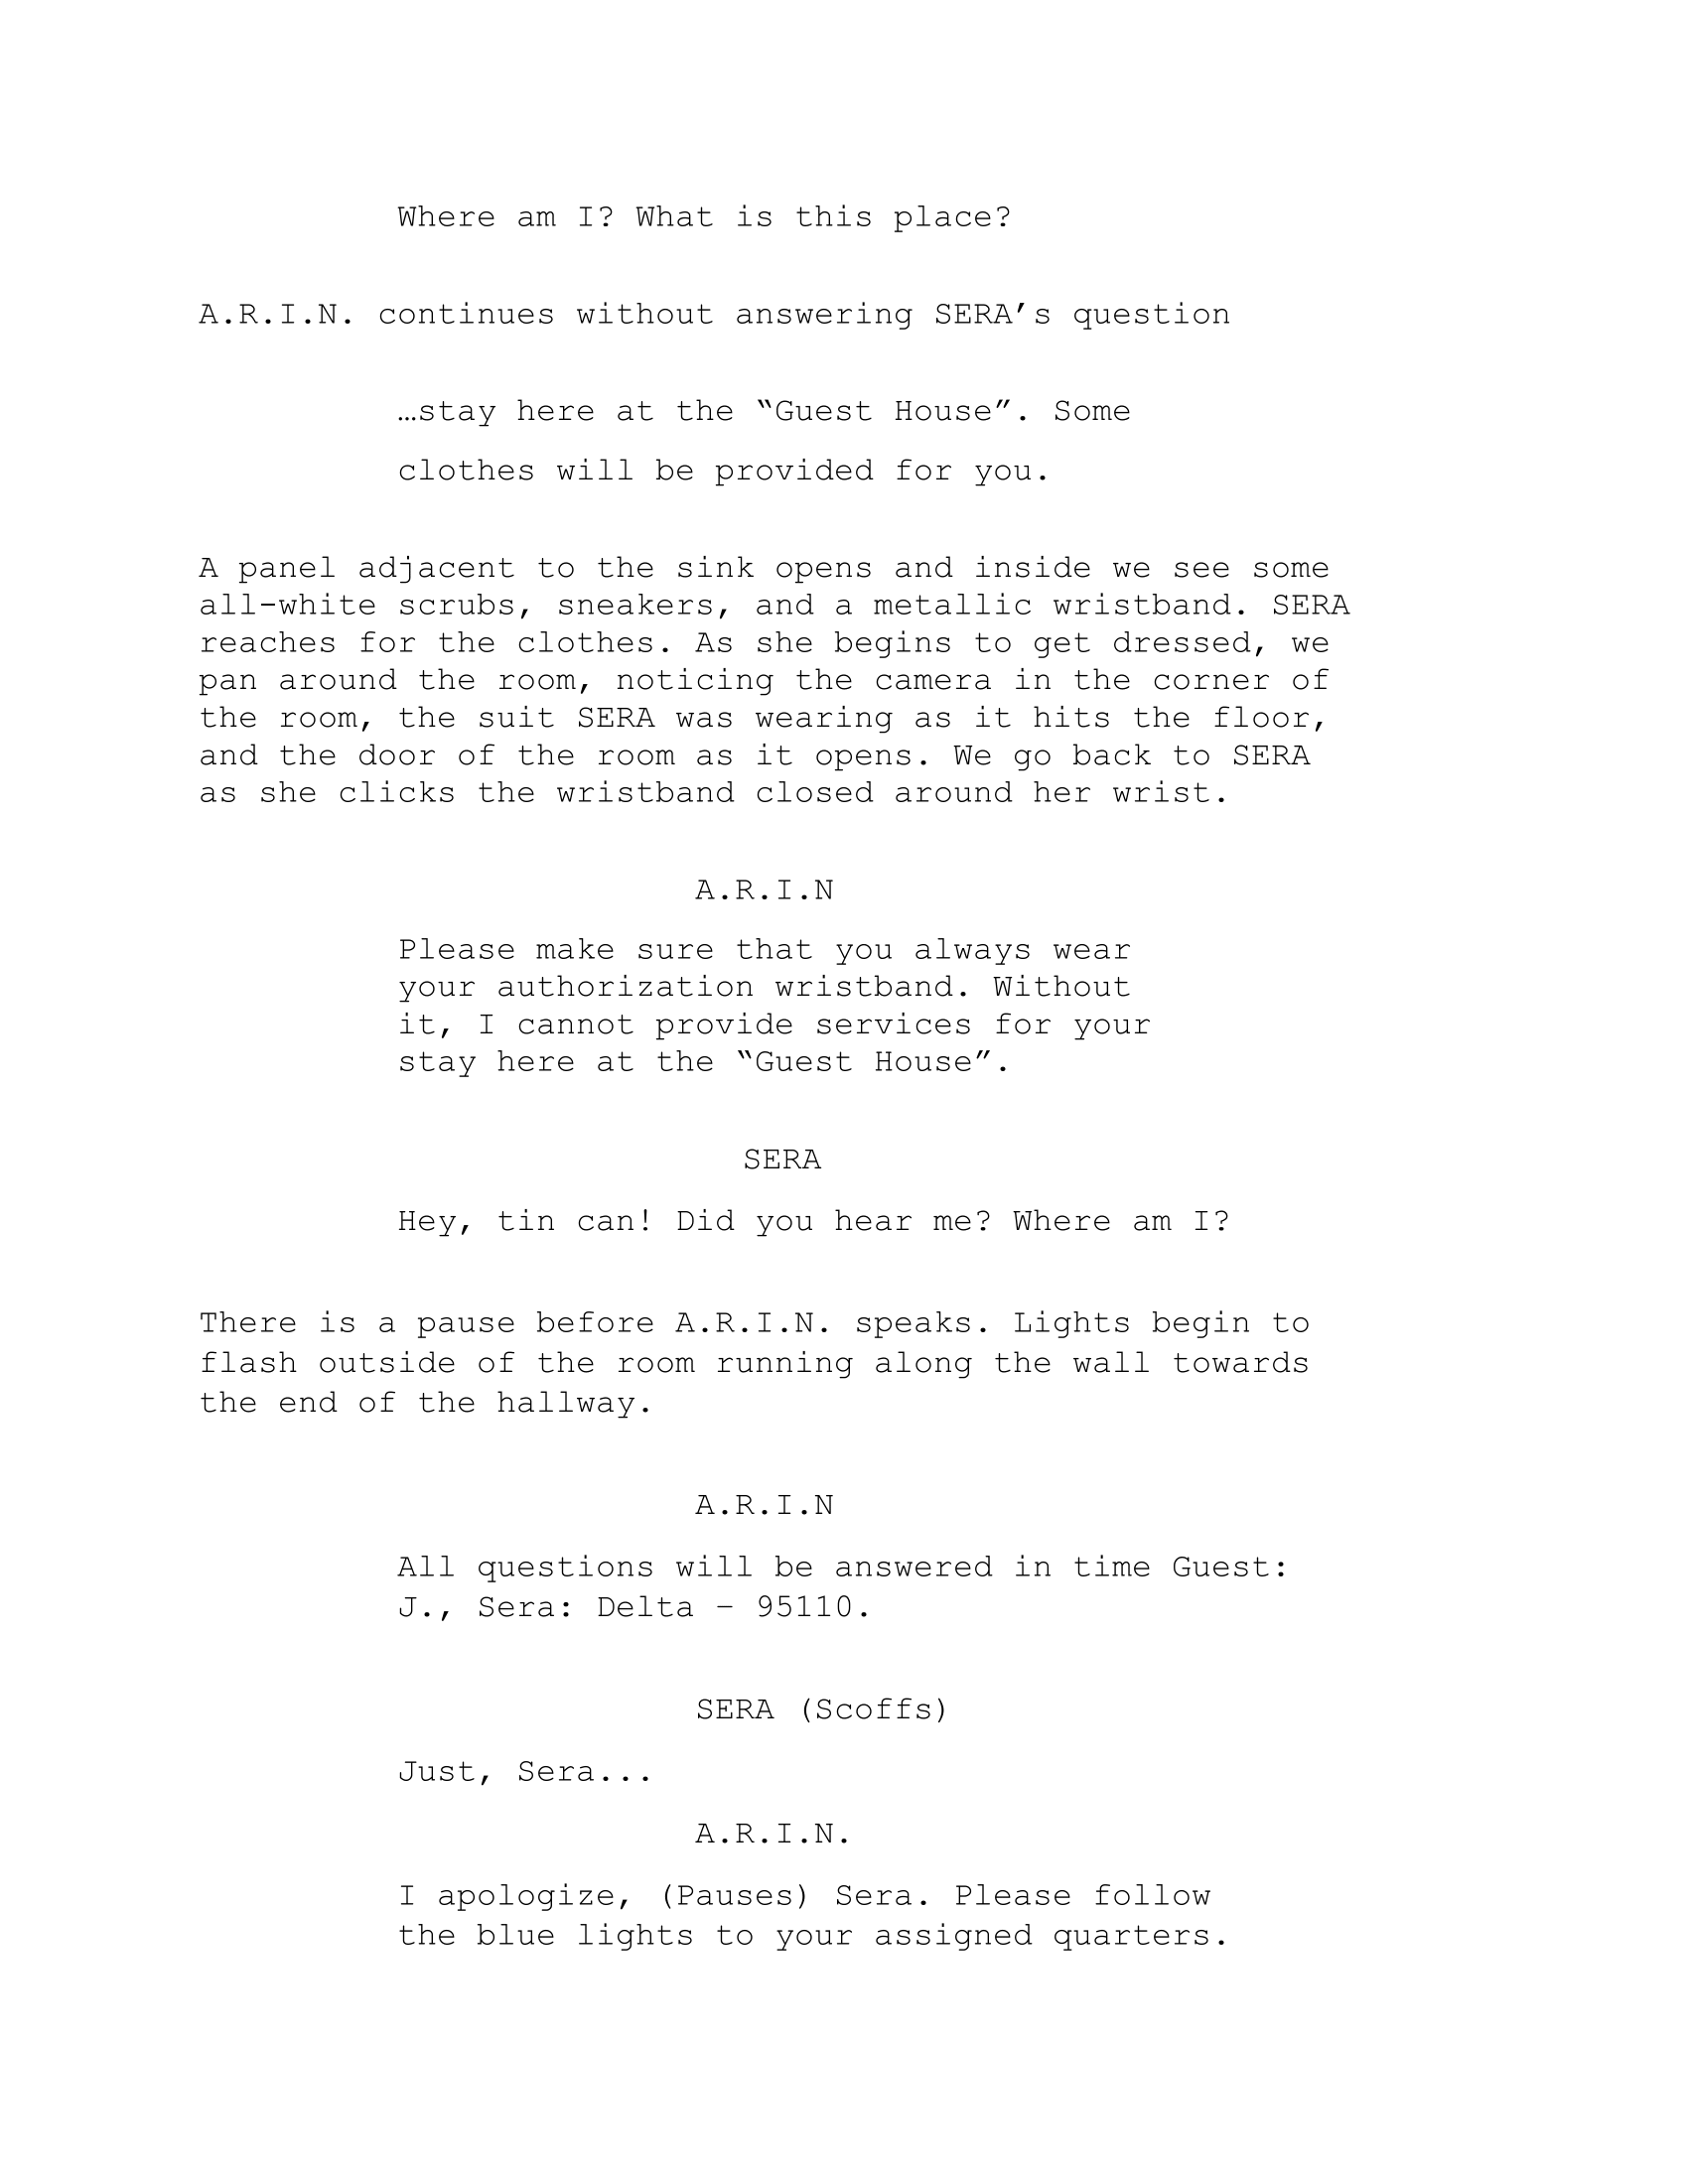 Where am I? What is this place?
A.R.I.N. continues without answering SERA’s question
…stay here at the “Guest House”. Some
clothes will be provided for you.
A panel adjacent to the sink opens and inside we see some
all-white scrubs, sneakers, and a metallic wristband. SERA
reaches for the clothes. As she begins to get dressed, we
pan around the room, noticing the camera in the corner of
the room, the suit SERA was wearing as it hits the floor,
and the door of the room as it opens. We go back to SERA
as she clicks the wristband closed around her wrist.
A.R.I.N
Please make sure that you always wear
your authorization wristband. Without
it, I cannot provide services for your
stay here at the “Guest House”.
SERA
Hey, tin can! Did you hear me? Where am I?
There is a pause before A.R.I.N. speaks. Lights begin to
flash outside of the room running along the wall towards
the end of the hallway.
A.R.I.N
All questions will be answered in time Guest:
J., Sera: Delta – 95110.
SERA (Scoffs)
Just, Sera...
A.R.I.N.
I apologize, (Pauses) Sera. Please follow
the blue lights to your assigned quarters.